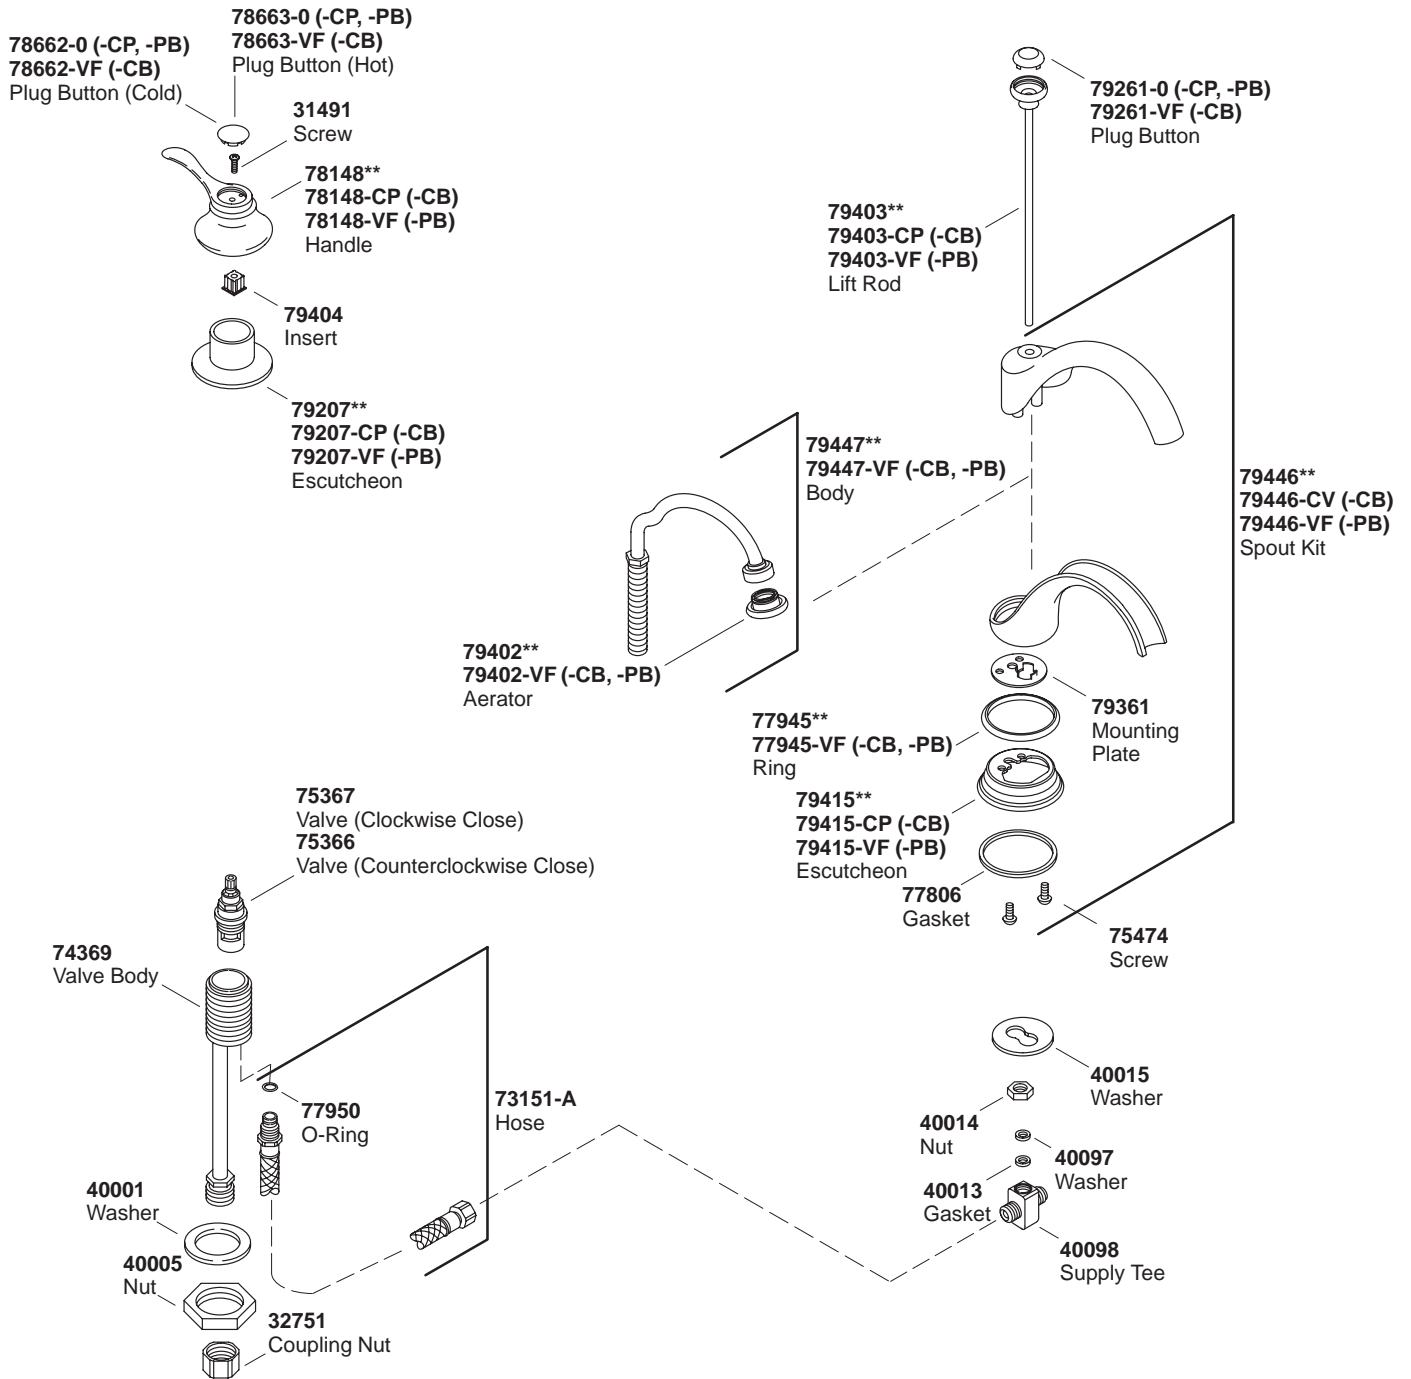 78663-0 (-CP, -PB)
78663-VF (-CB)
Plug Button (Hot)
78662-0 (-CP, -PB)
78662-VF (-CB)
Plug Button (Cold)
31491
Screw
78148**
78148-CP (-CB)
78148-VF (-PB)
Handle
79404
Insert
79207**
79207-CP (-CB)
79207-VF (-PB)
Escutcheon
79261-0 (-CP, -PB)
79261-VF (-CB)
Plug Button
79403**
79403-CP (-CB)
79403-VF (-PB)
Lift Rod
79447**
79447-VF (-CB, -PB)
Body
79446**
79446-CV (-CB)
79446-VF (-PB)
Spout Kit
79402**
79402-VF (-CB, -PB)
Aerator
79361
Mounting
Plate
77945**
77945-VF (-CB, -PB)
Ring
79415**
79415-CP (-CB)
79415-VF (-PB)
Escutcheon
77806
Gasket
75474
Screw
75367
Valve (Clockwise Close)
75366
Valve (Counterclockwise Close)
74369
Valve Body
77950
O-Ring
73151-A
Hose
40001
Washer
40005
Nut
32751
Coupling Nut
40015
Washer
40014
Nut
40097
Washer
40013
Gasket
40098
Supply Tee